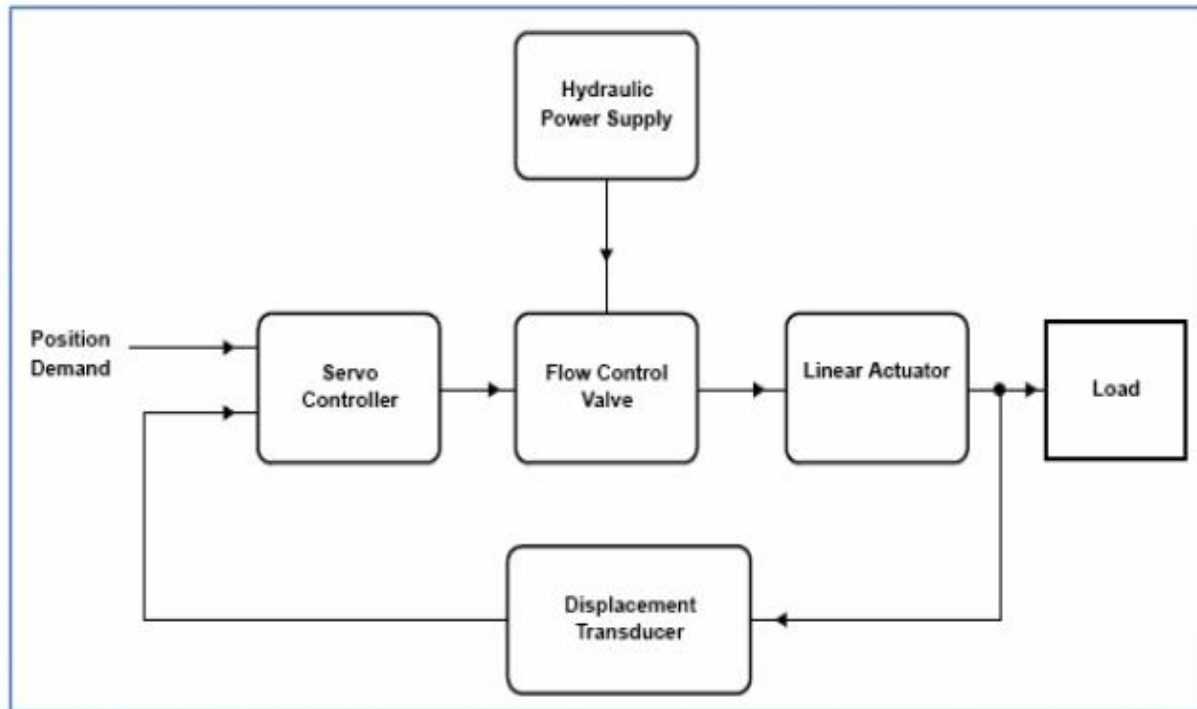 Hydraulic
Power Supply
Position
Demand
Servo
Controller
Flow Control
Valve
Linear Actuator
Load
Displacement
Transducer